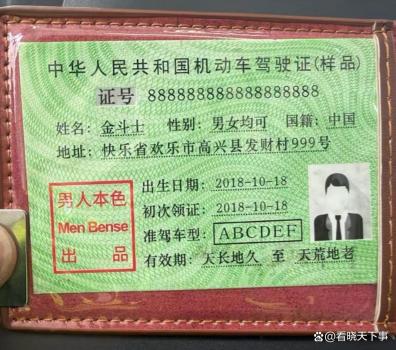 中华人民共和国机动车驾驶证(样品)
证号 888888888888888888
姓名: 金斗士 性别: 男女均可 国籍: 中国
地址: 快乐省欢乐市高兴县发财村999号
出生日期: 2018-10-18
初次领证: 2018-10-18
准驾车型: ABCDEF
有效期: 天长地久 至 天荒地老
男人本色
Men Bense
出品
头条 @看晓天下事